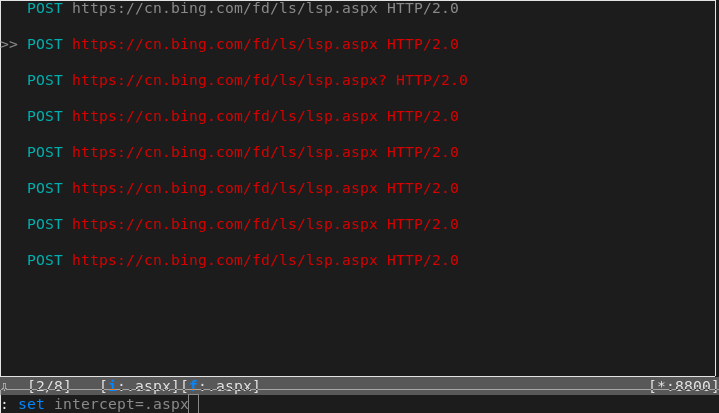 POST https://cn.bing.com/fd/ls/lsp.aspx HTTP/2.0
>> POST https://cn.bing.com/fd/ls/lsp.aspx HTTP/2.0
POST https://cn.bing.com/fd/ls/lsp.aspx? HTTP/2.0
POST https://cn.bing.com/fd/ls/lsp.aspx HTTP/2.0
POST https://cn.bing.com/fd/ls/lsp.aspx HTTP/2.0
POST https://cn.bing.com/fd/ls/lsp.aspx HTTP/2.0
POST https://cn.bing.com/fd/ls/lsp.aspx HTTP/2.0
POST https://cn.bing.com/fd/ls/lsp.aspx HTTP/2.0
⇩ [2/8] [i:.aspx][f:.aspx] [*:8800]
: set intercept=.aspx